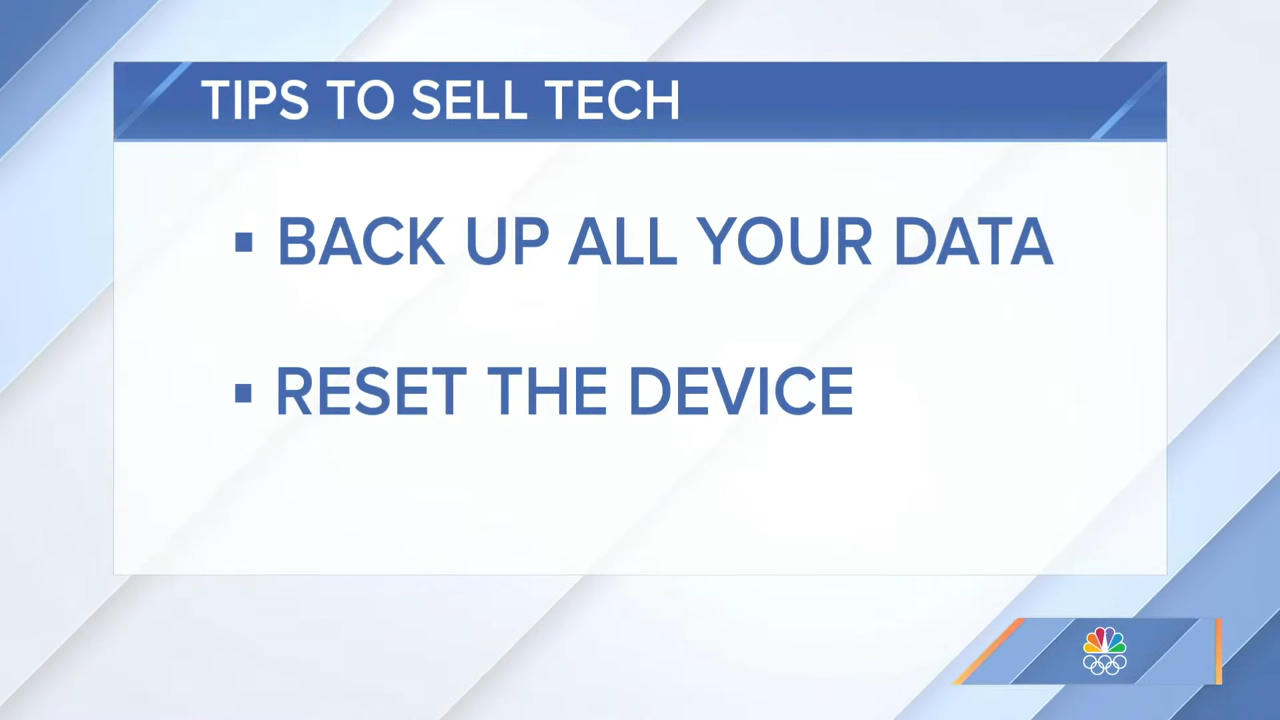 TIPS TO SELL TECH
▪ BACK UP ALL YOUR DATA
▪ RESET THE DEVICE